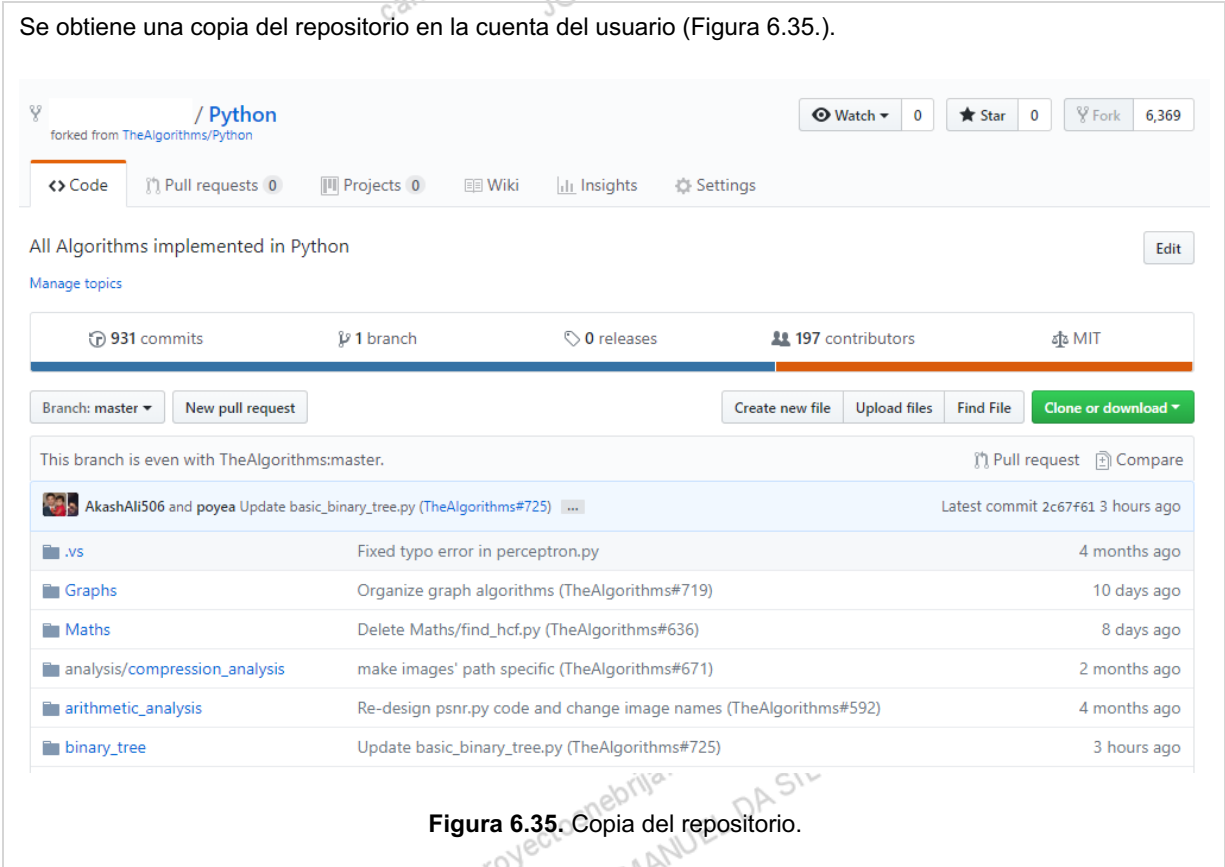 Se obtiene una copia del repositorio en la cuenta del usuario (Figura 6.35.).
/ Python
forked from TheAlgorithms/Python
Watch 0 Star 0 Fork 6,369
Code Pull requests 0 Projects 0 Wiki Insights Settings
All Algorithms implemented in Python
Edit
Manage topics
931 commits 1 branch 0 releases 197 contributors MIT
Branch: master New pull request Create new file Upload files Find File Clone or download
This branch is even with TheAlgorithms:master. Pull request Compare
AkashAli506 and poyea Update basic_binary_tree.py (TheAlgorithms#725) ... Latest commit 2c67f61 3 hours ago
.vs Fixed typo error in perceptron.py 4 months ago
Graphs Organize graph algorithms (TheAlgorithms#719) 10 days ago
Maths Delete Maths/find_hcf.py (TheAlgorithms#636) 8 days ago
analysis/compression_analysis make images' path specific (TheAlgorithms#671) 2 months ago
arithmetic_analysis Re-design psnr.py code and change image names (TheAlgorithms#592) 4 months ago
binary_tree Update basic_binary_tree.py (TheAlgorithms#725) 3 hours ago
Figura 6.35. Copia del repositorio.